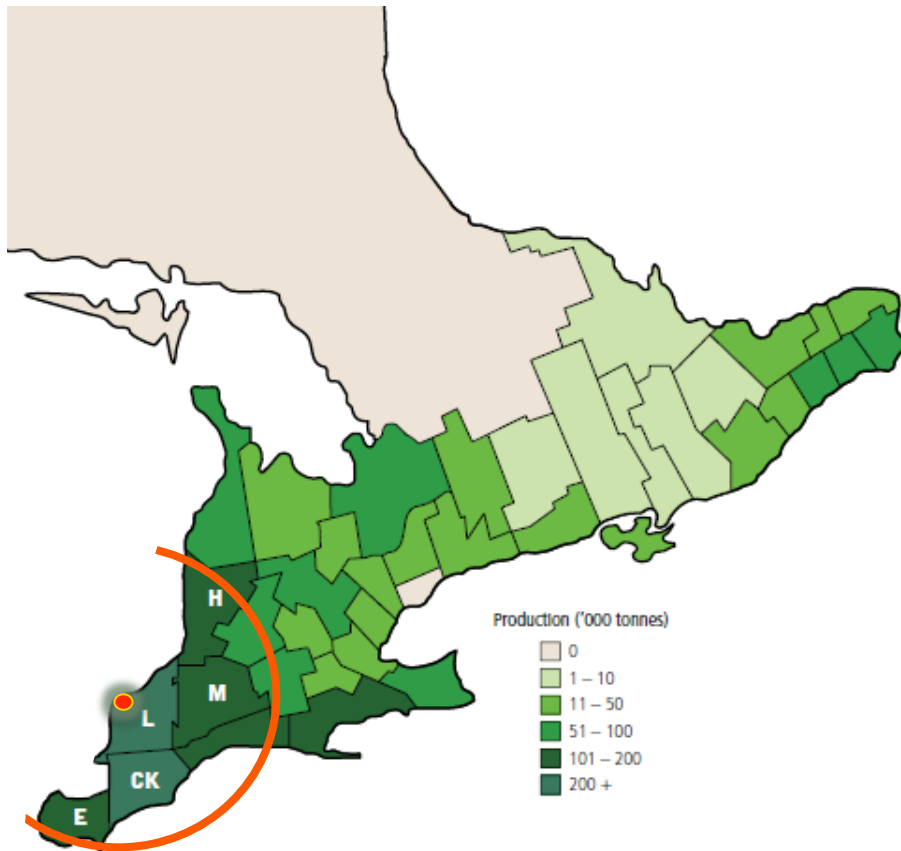 H
M
L
CK
E
Production ('000 tonnes)
0
1 – 10
11 – 50
51 – 100
101 – 200
200 +